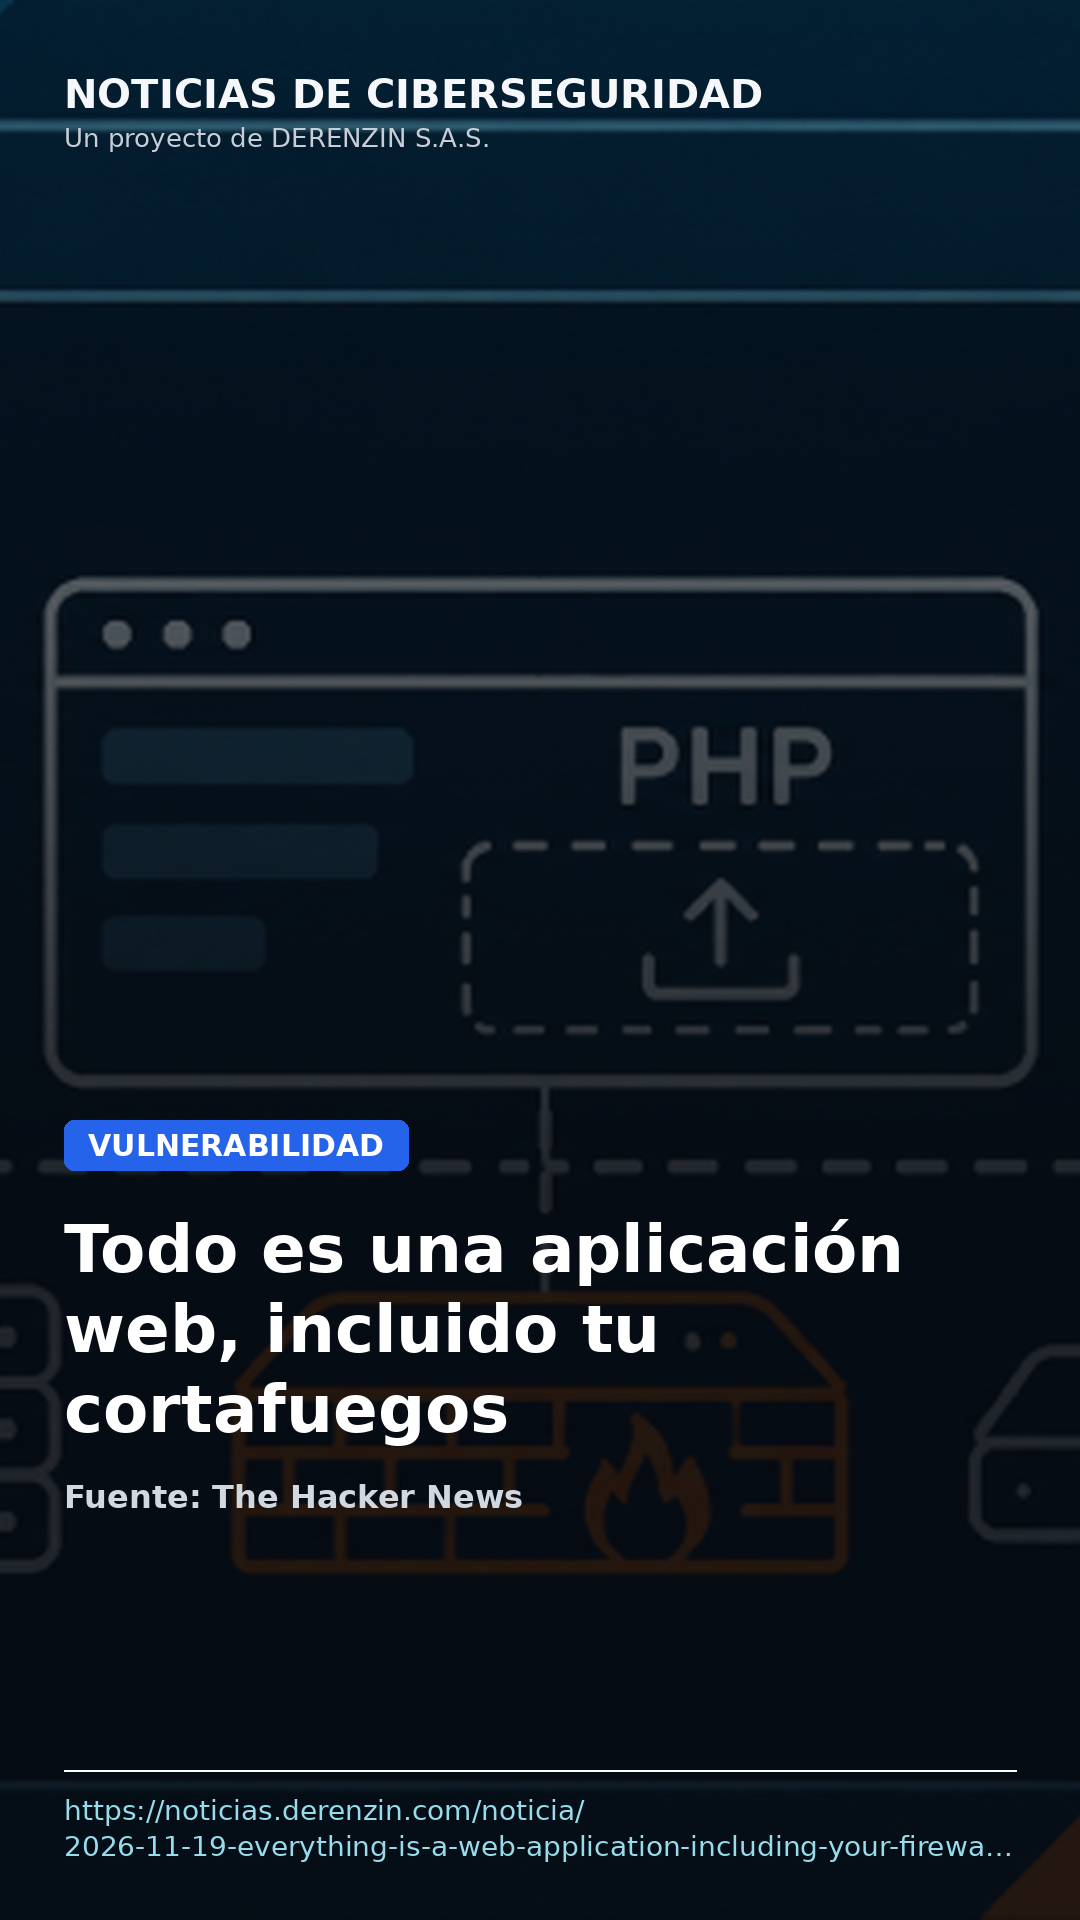 NOTICIAS DE CIBERSEGURIDAD
Un proyecto de DERENZIN S.A.S.
PHP
VULNERABILIDAD
Todo es una aplicación
web, incluido tu
cortafuegos
Fuente: The Hacker News
https://noticias.derenzin.com/noticia/
2026-11-19-everything-is-a-web-application-including-your-firewa...